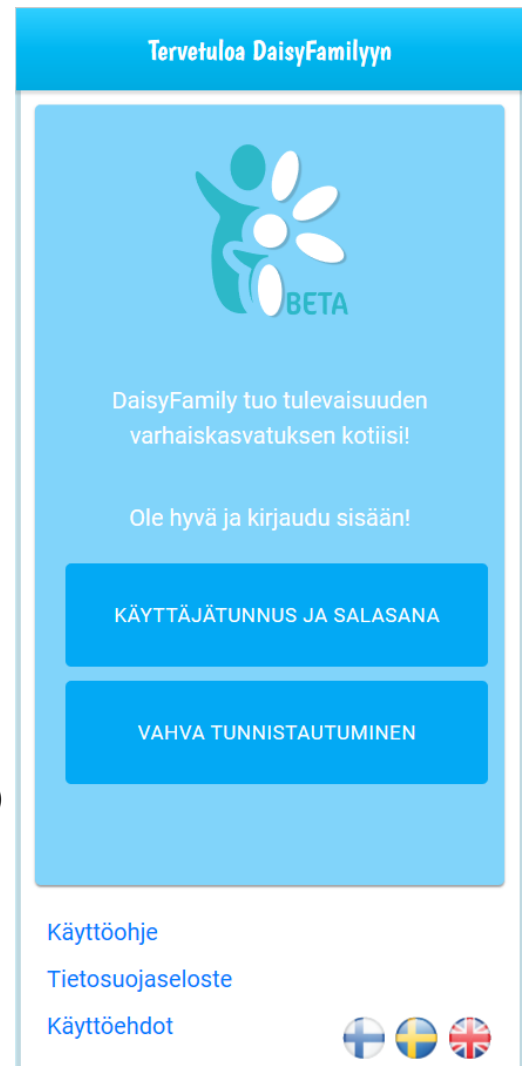 Tervetuloa DaisyFamilyyn
BETA
DaisyFamily tuo tulevaisuuden
varhaiskasvatuksen kotiisi!
Ole hyvä ja kirjaudu sisään!
KÄYTTÄJÄTUNNUS JA SALASANA
VAHVA TUNNISTAUTUMINEN
)
Käyttöohje
Tietosuojaseloste
Käyttöehdot